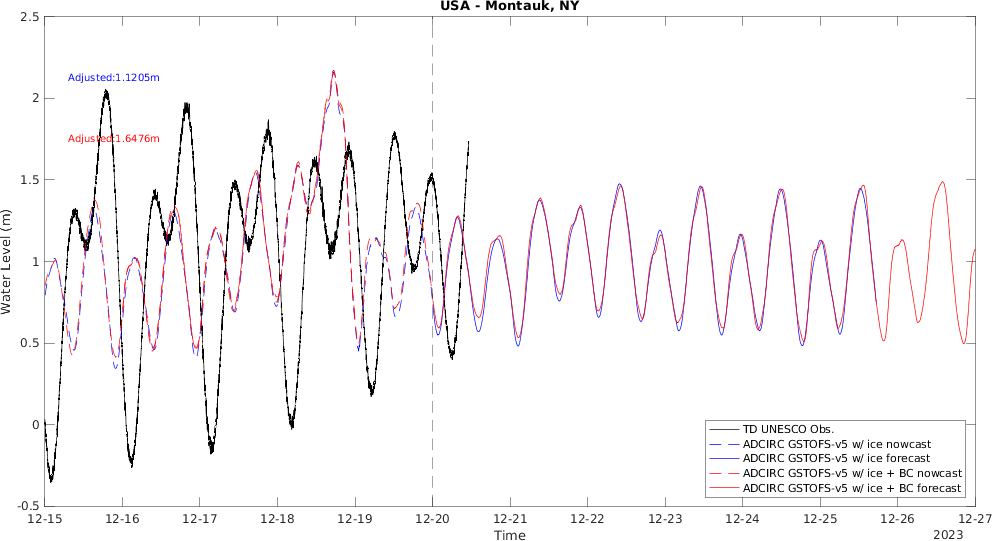 USA - Montauk, NY
2.5
2
1.5
1
0.5
0
-0.5
Water Level (m)
Adjusted:1.1205m
Adjusted:1.6476m
TD UNESCO Obs.
ADCIRC GSTOFS-v5 w/ ice nowcast
ADCIRC GSTOFS-v5 w/ ice forecast
ADCIRC GSTOFS-v5 w/ ice + BC nowcast
ADCIRC GSTOFS-v5 w/ ice + BC forecast
12-15 12-16 12-17 12-18 12-19 12-20 12-21 12-22 12-23 12-24 12-25 12-26 12-27
Time
2023